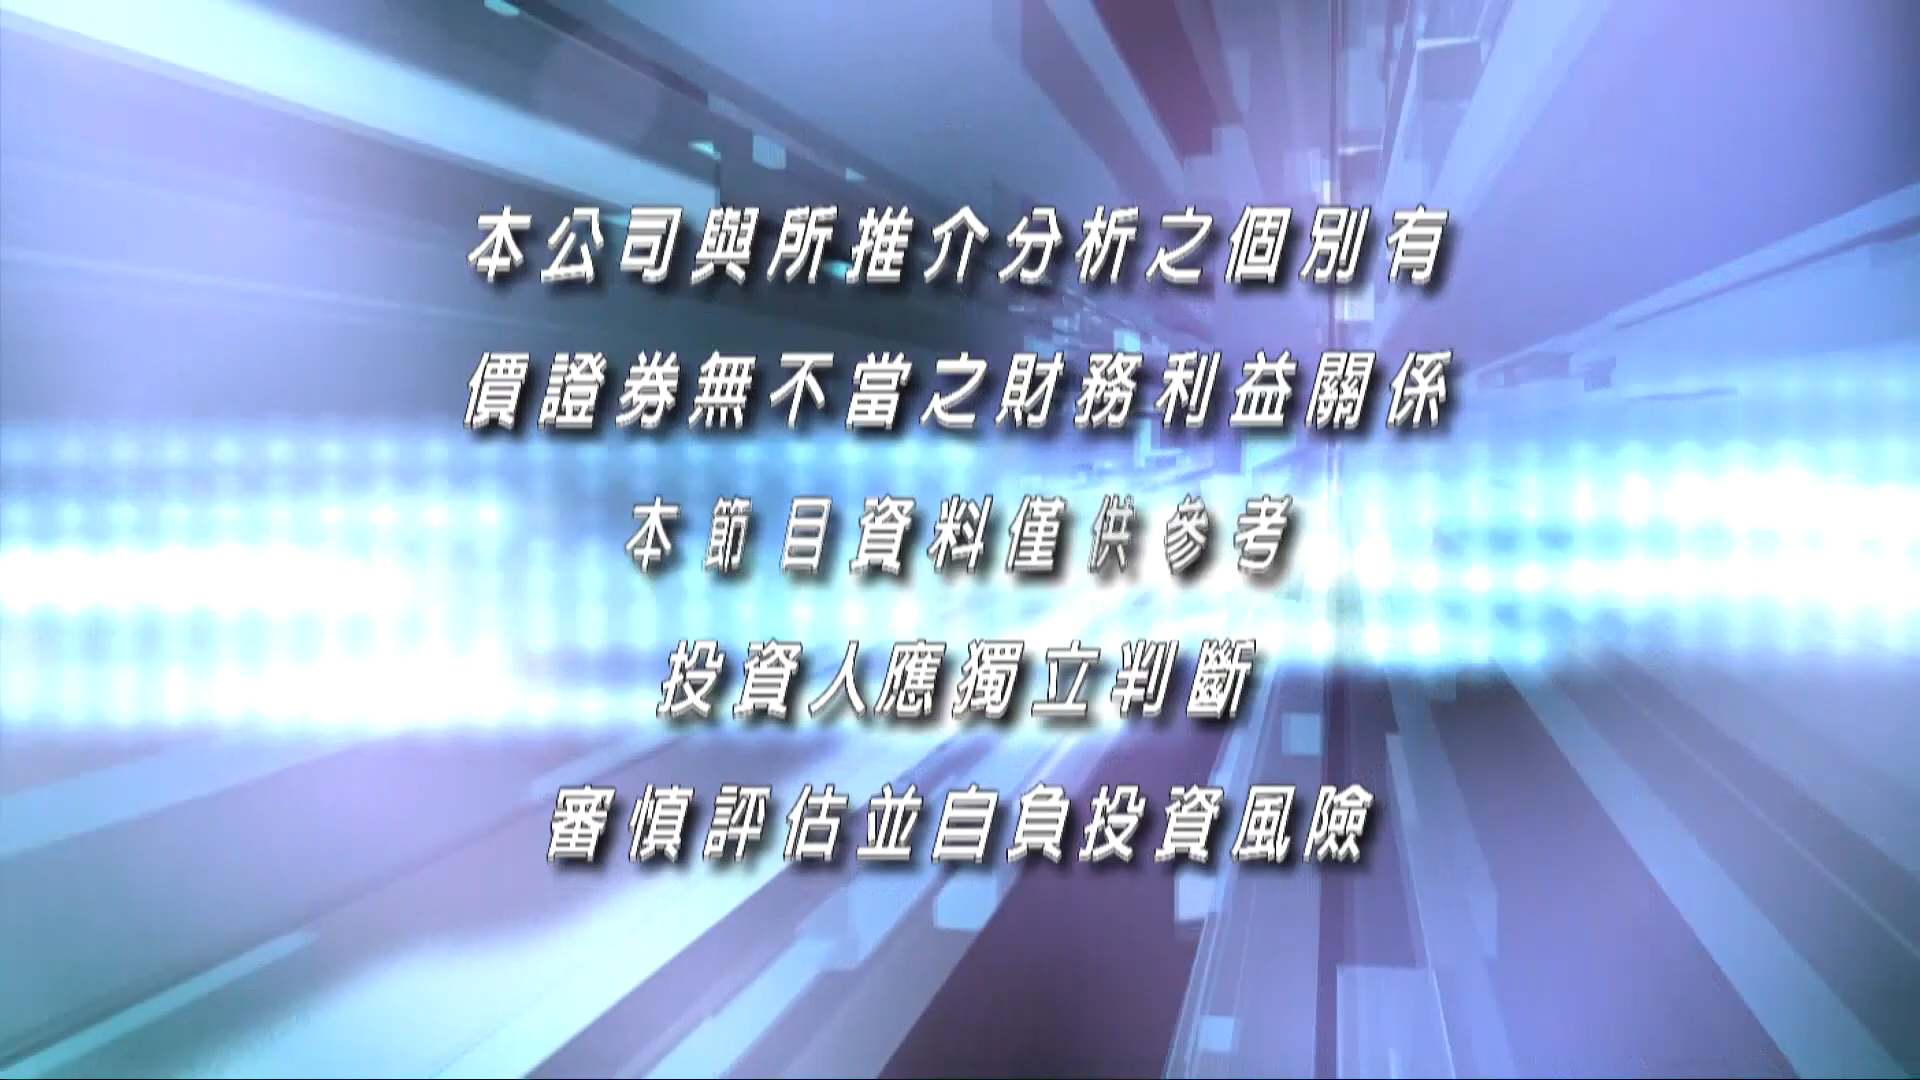 本公司與所推介分析之個別有
價證券無不當之財務利益關係
本節目資料僅供參考
投資人應獨立判斷
審慎評估並自負投資風險